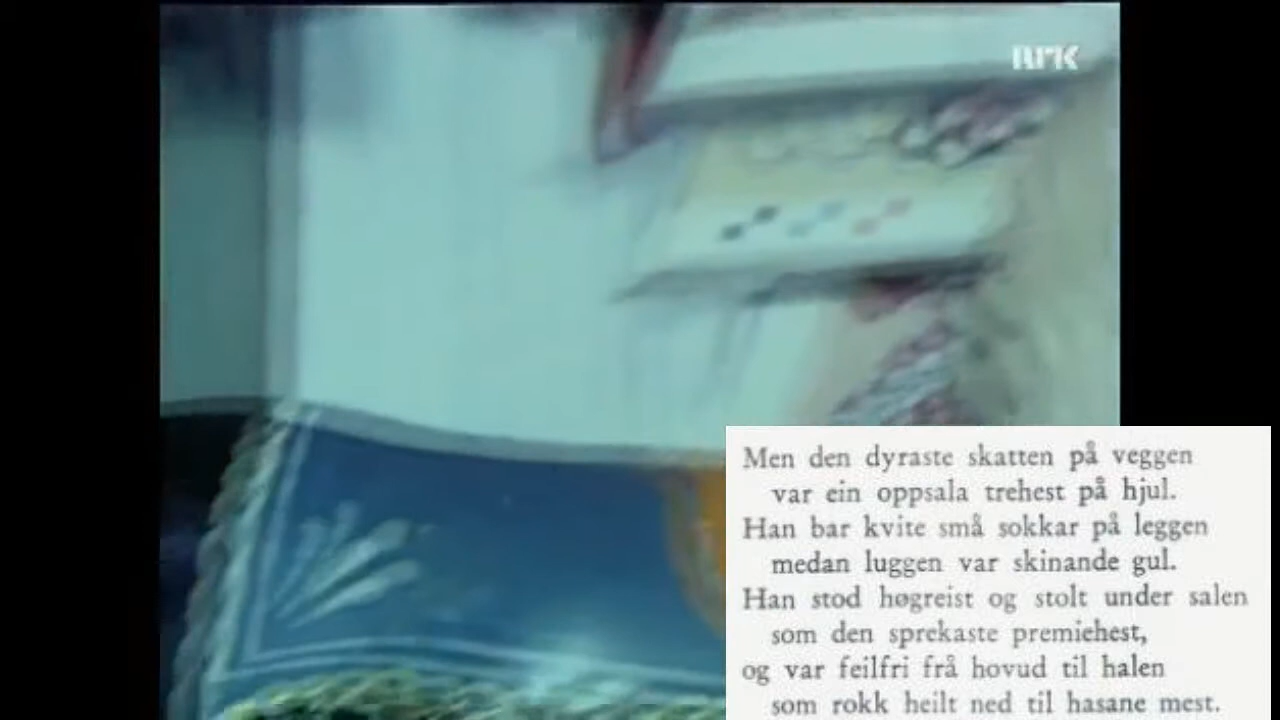 NRK
Men den dyraste skatten på veggen
var ein oppsala trehest på hjul.
Han bar kvite små sokkar på leggen
medan luggen var skinande gul.
Han stod høgreist og stolt under salen
som den sprekaste premiehest,
og var feilfri frå hovud til halen
som rokk heilt ned til hasane mest.